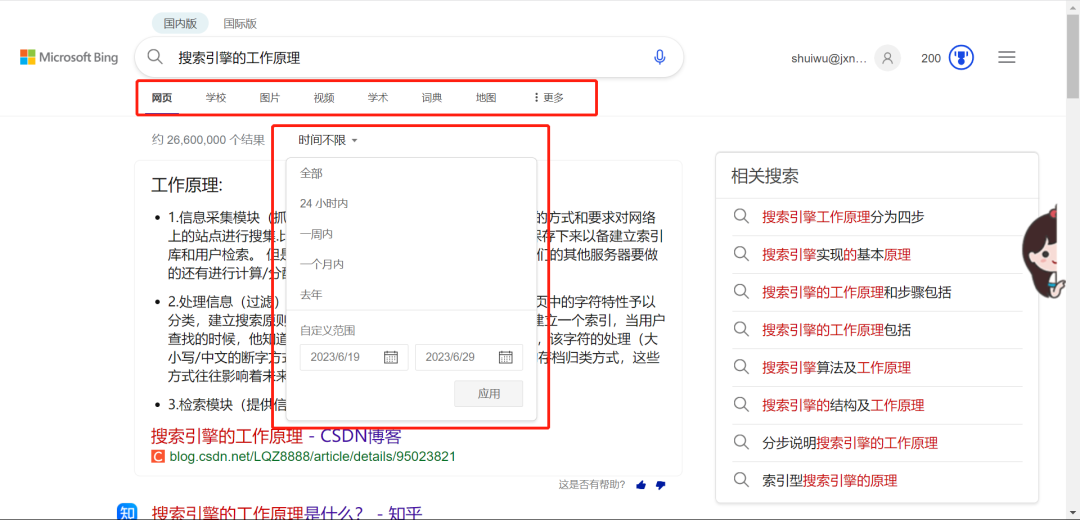 国内版 国际版
Microsoft Bing
搜索引擎的工作原理
shuiwu@jxn... 200
网页 学校 图片 视频 学术 词典 地图 更多
约 26,600,000 个结果 时间不限
全部
24 小时内
一周内
一个月内
去年
自定义范围
2023/6/19 2023/6/29
应用
工作原理:
1.信息采集模块（抓 的方式和要求对网络
上的站点进行搜集.比 保存下来以备建立索引
库和用户检索。 但是 们的其他服务器要做
的还有进行计算/分
2.处理信息（过滤） 页中的字符特性予以
分类，建立搜索原则 建立一个索引，当用户
查找的时候，他知道 ，该字符的处理（大
小写/中文的断字方式 存档归类方式，这些
方式往往影响着未来
3.检索模块（提供信
搜索引擎的工作原理 - CSDN博客
blog.csdn.net/LQZ8888/article/details/95023821
这是否有帮助?
知 搜索引擎的工作原理是什么？ - 知乎
相关搜索
搜索引擎工作原理分为四步
搜索引擎实现的基本原理
搜索引擎的工作原理和步骤包括
搜索引擎的工作原理包括
搜索引擎算法及工作原理
搜索引擎的结构及工作原理
分步说明搜索引擎的工作原理
索引型搜索引擎的原理